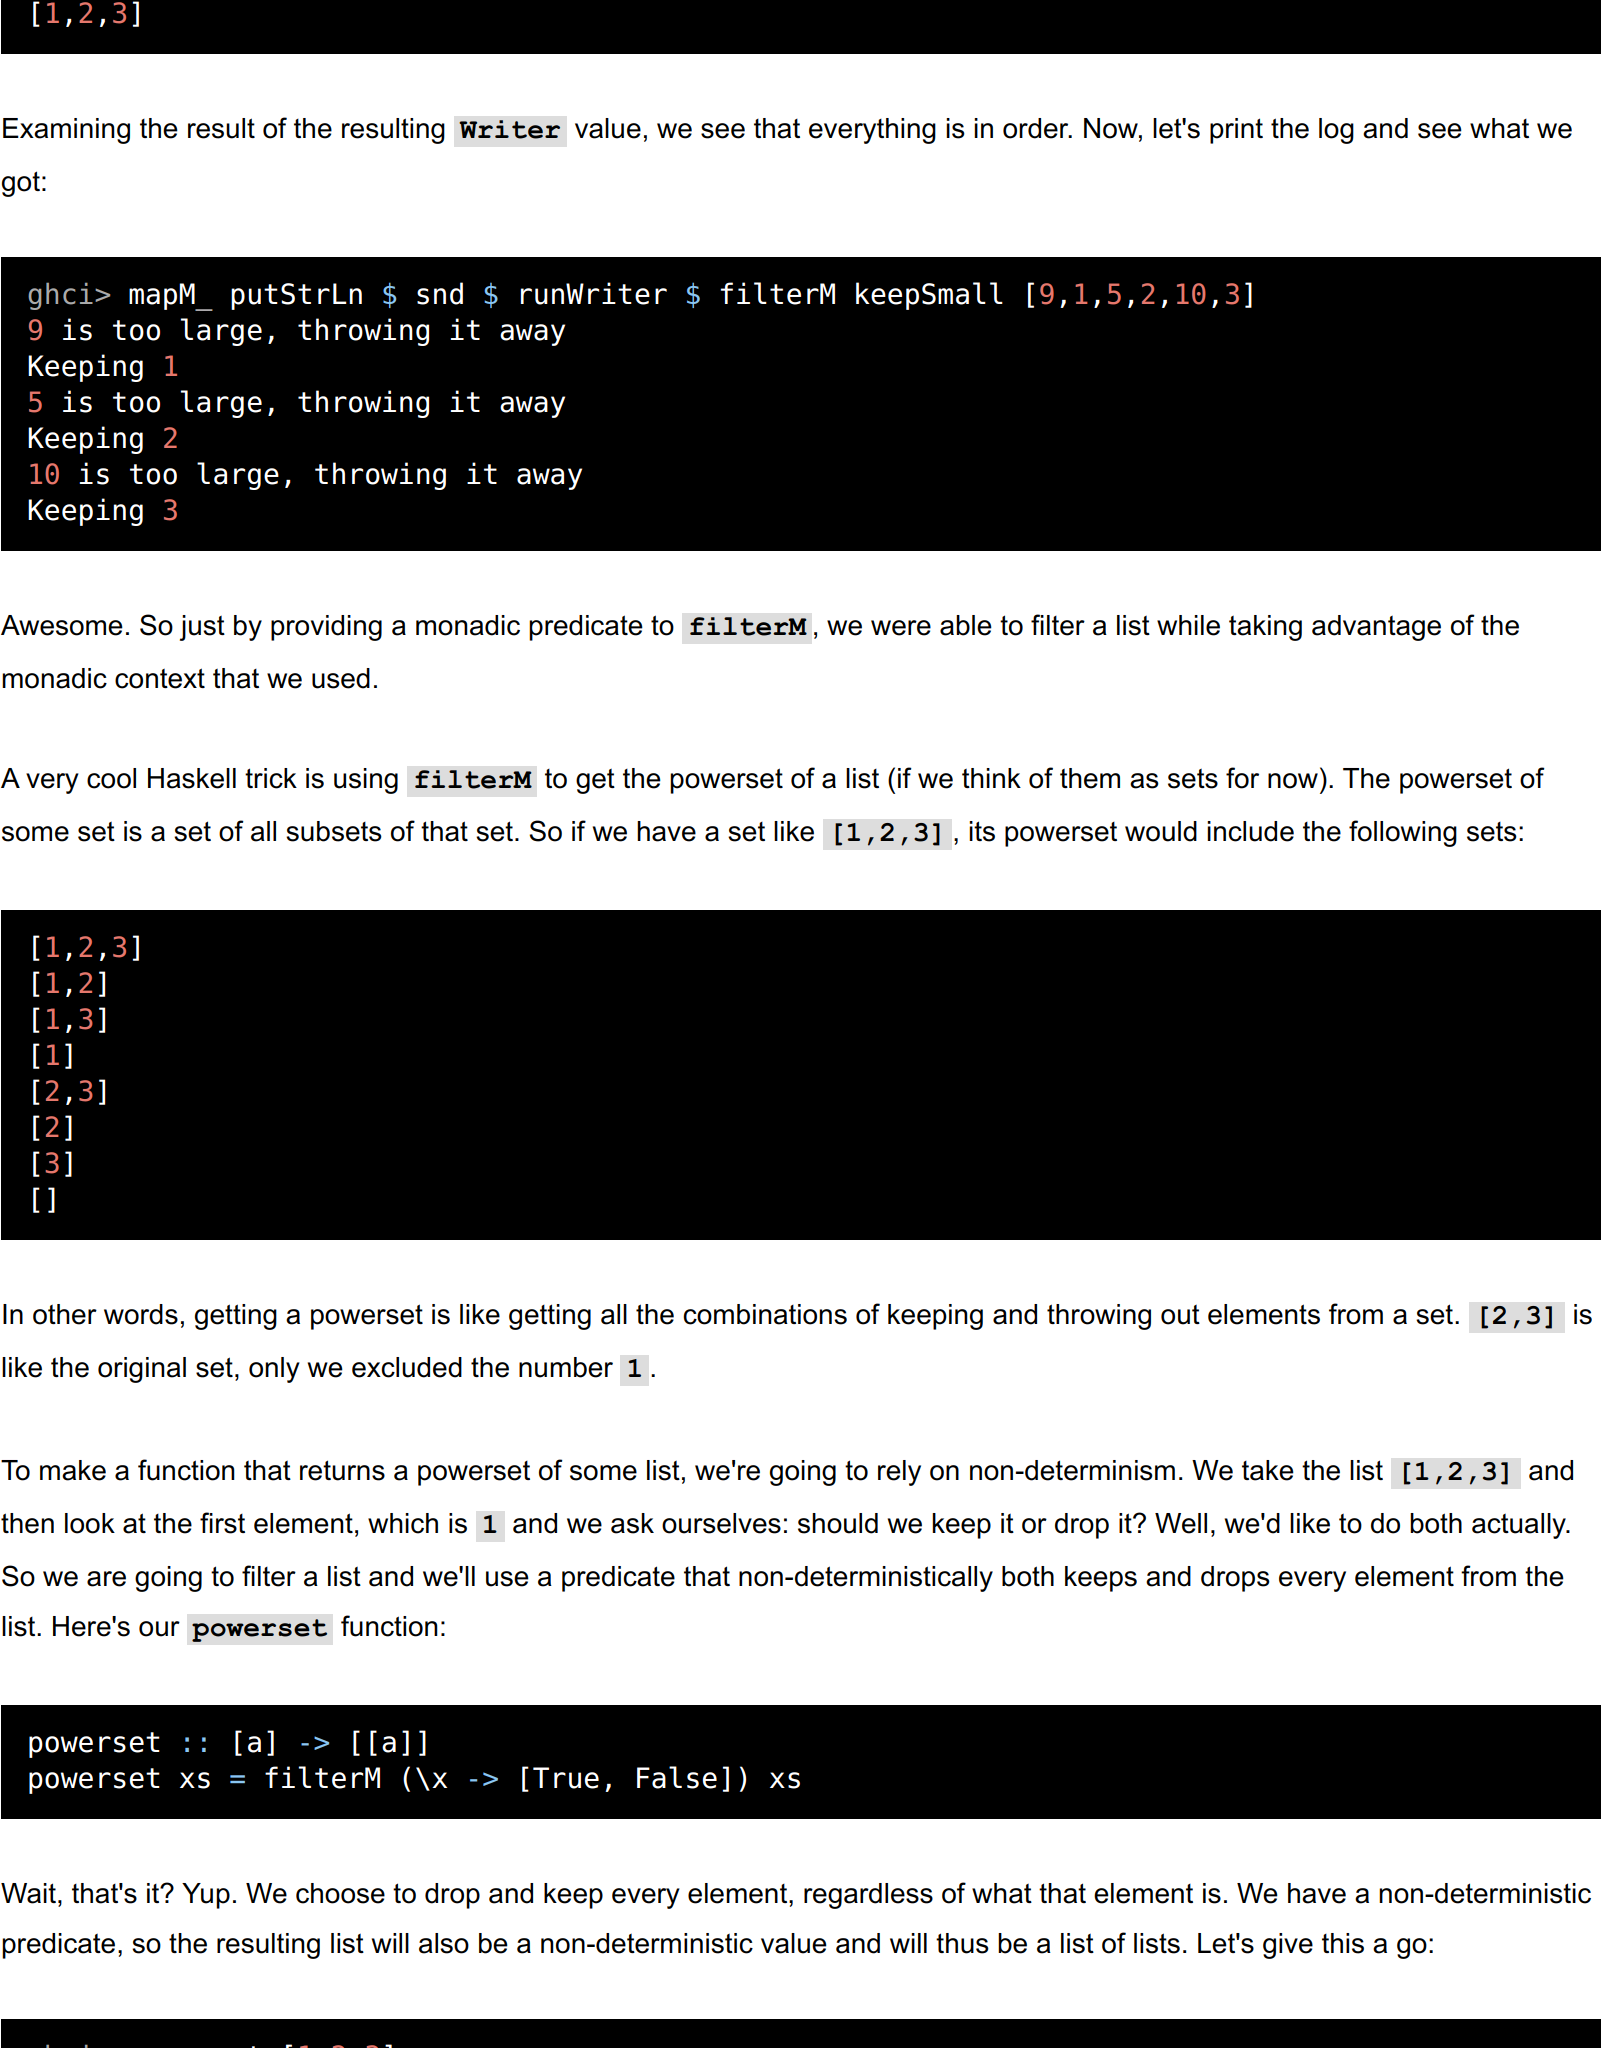 [1,2,3]
Examining the result of the resulting Writer value, we see that everything is in order. Now, let's print the log and see what we
got:
ghci> mapM_ putStrLn $ snd $ runWriter $ filterM keepSmall [9,1,5,2,10,3]
9 is too large, throwing it away
Keeping 1
5 is too large, throwing it away
Keeping 2
10 is too large, throwing it away
Keeping 3
Awesome. So just by providing a monadic predicate to filterM, we were able to filter a list while taking advantage of the
monadic context that we used.
A very cool Haskell trick is using filterM to get the powerset of a list (if we think of them as sets for now). The powerset of
some set is a set of all subsets of that set. So if we have a set like [1,2,3], its powerset would include the following sets:
[1,2,3]
[1,2]
[1,3]
[1]
[2,3]
[2]
[3]
[]
In other words, getting a powerset is like getting all the combinations of keeping and throwing out elements from a set. [2,3] is
like the original set, only we excluded the number 1.
To make a function that returns a powerset of some list, we're going to rely on non-determinism. We take the list [1,2,3] and
then look at the first element, which is 1 and we ask ourselves: should we keep it or drop it? Well, we'd like to do both actually.
So we are going to filter a list and we'll use a predicate that non-deterministically both keeps and drops every element from the
list. Here's our powerset function:
powerset :: [a] -> [[a]]
powerset xs = filterM (\x -> [True, False]) xs
Wait, that's it? Yup. We choose to drop and keep every element, regardless of what that element is. We have a non-deterministic
predicate, so the resulting list will also be a non-deterministic value and will thus be a list of lists. Let's give this a go: